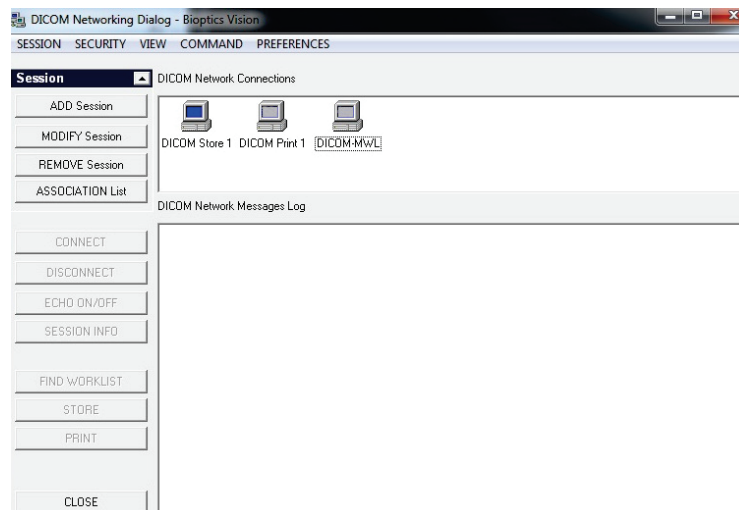 DICOM Networking Dialog - Bioptics Vision
SESSION SECURITY VIEW COMMAND PREFERENCES
Session
ADD Session
MODIFY Session
REMOVE Session
ASSOCIATION List
CONNECT
DISCONNECT
ECHO ON/OFF
SESSION INFO
FIND WORKLIST
STORE
PRINT
CLOSE
DICOM Network Connections
DICOM Store 1 DICOM Print 1 DICOM-MWL
DICOM Network Messages Log